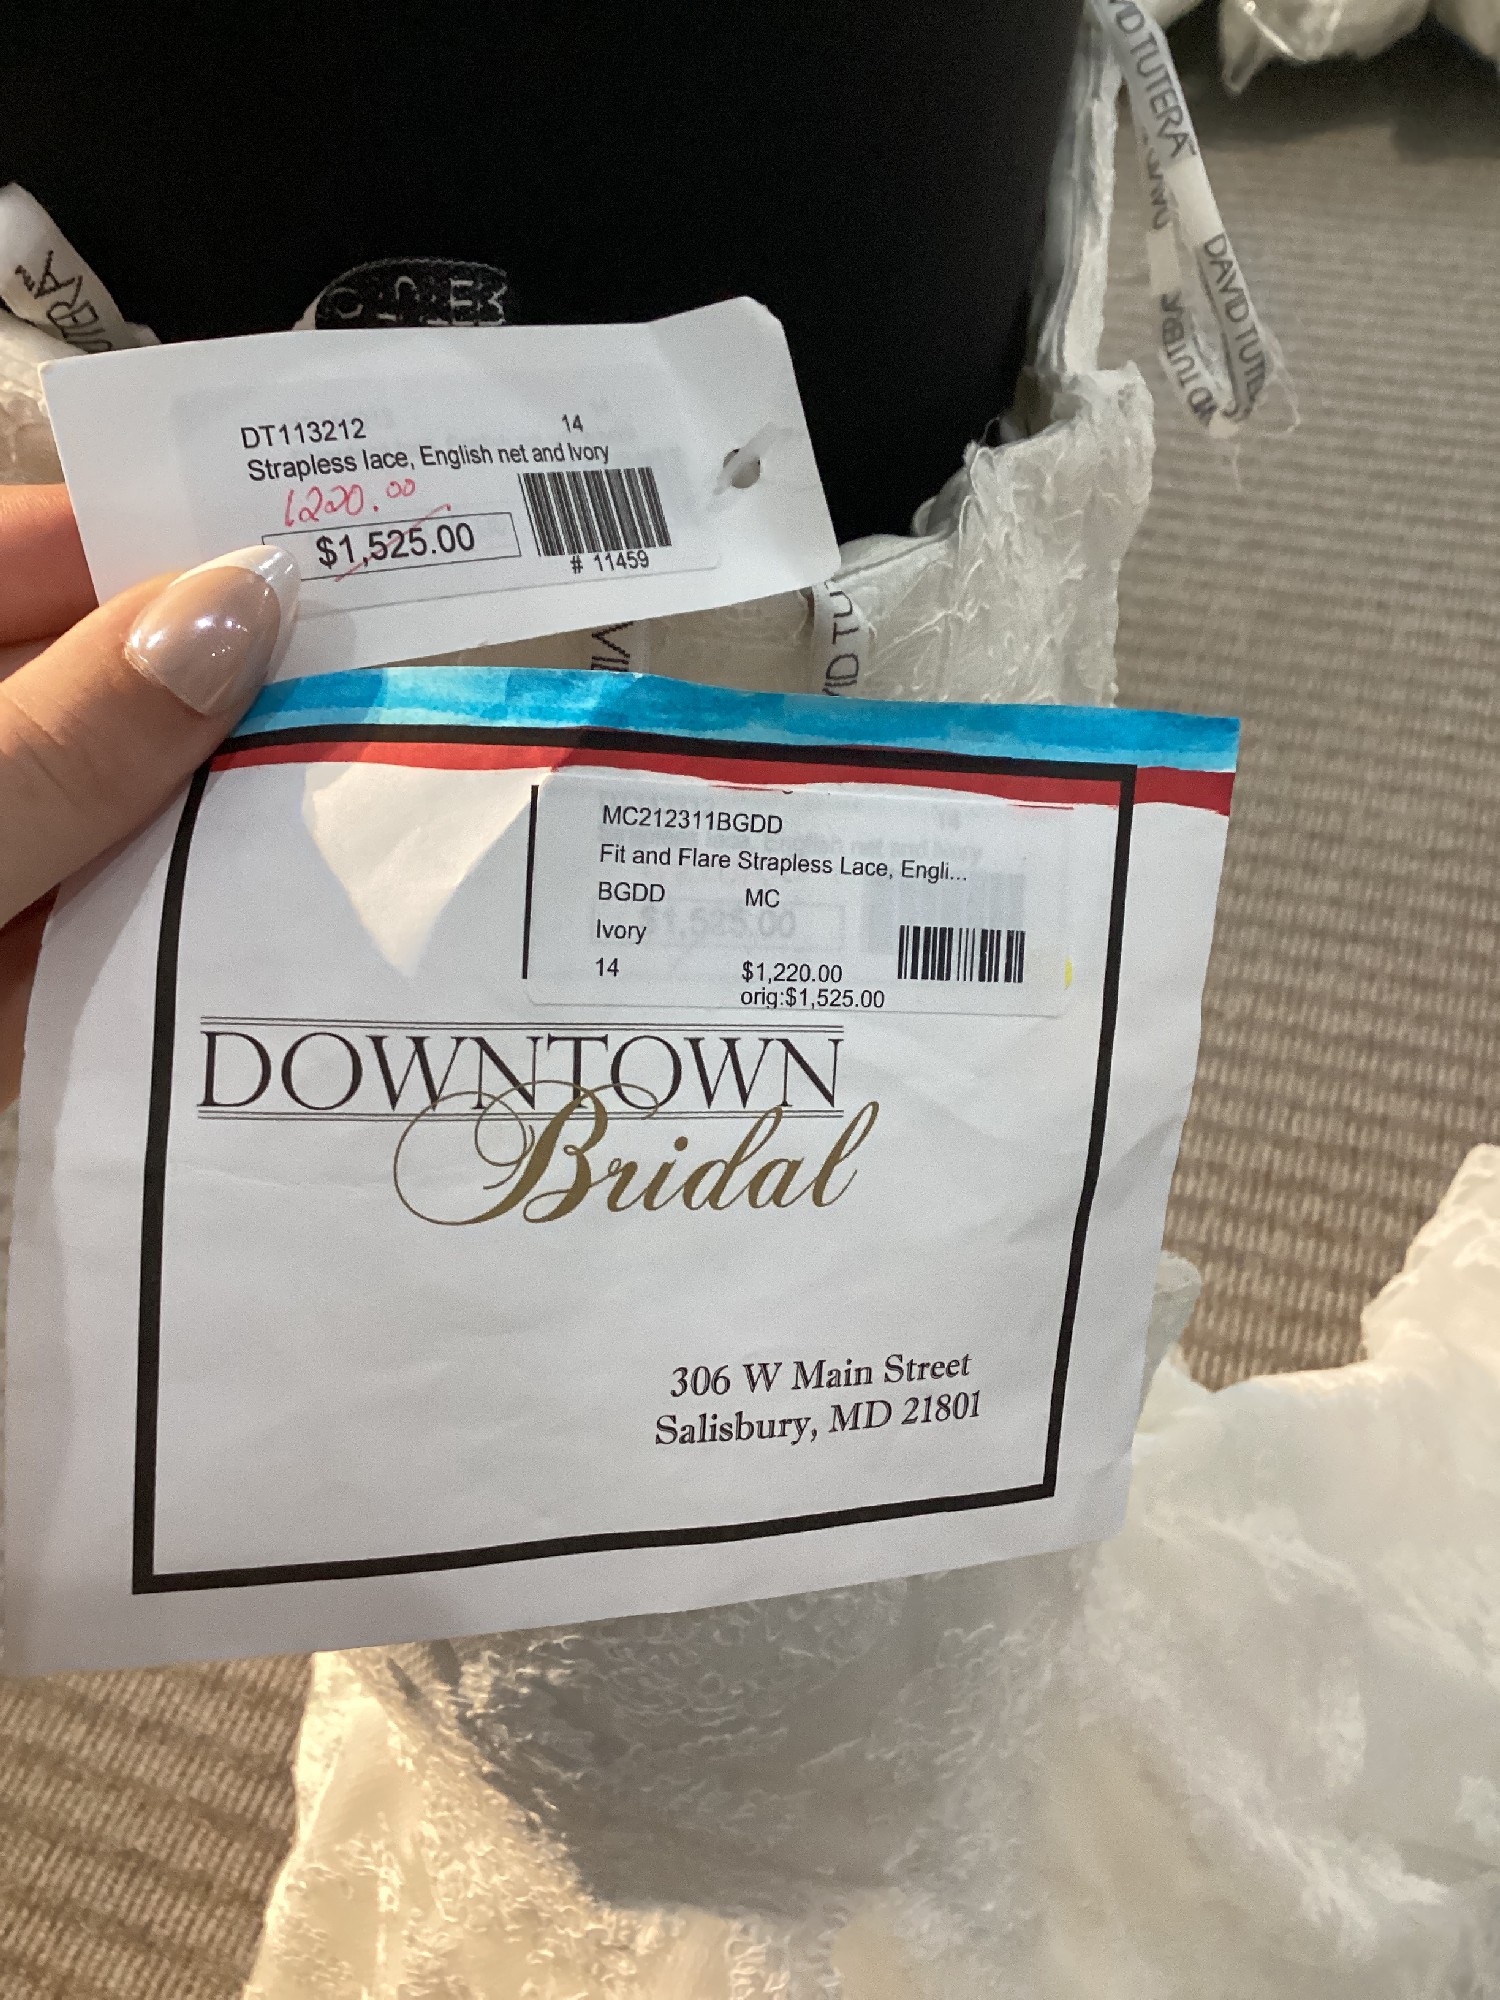 DAVID TUTERA
DAVID TUTE
DT113212 14
Strapless lace, English net and Ivory
1220.00
$1,525.00
# 11459
MC212311BGDD
Fit and Flare Strapless Lace, Engli...
BGDD MC
Ivory
14 $1,220.00
orig:$1,525.00
DOWNTOWN
Bridal
306 W Main Street
Salisbury, MD 21801